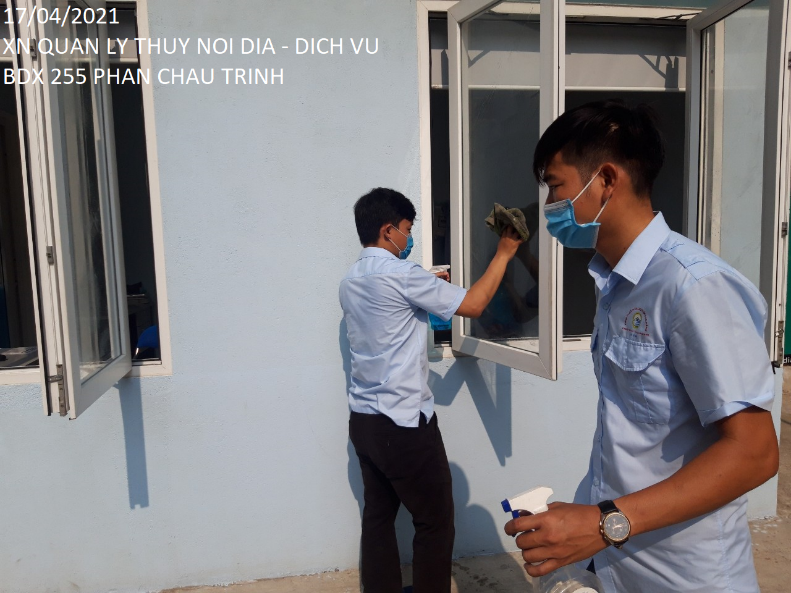 17/04/2021
XN QUAN LY THUY NOI DIA - DICH VU
BDX 255 PHAN CHAU TRINH